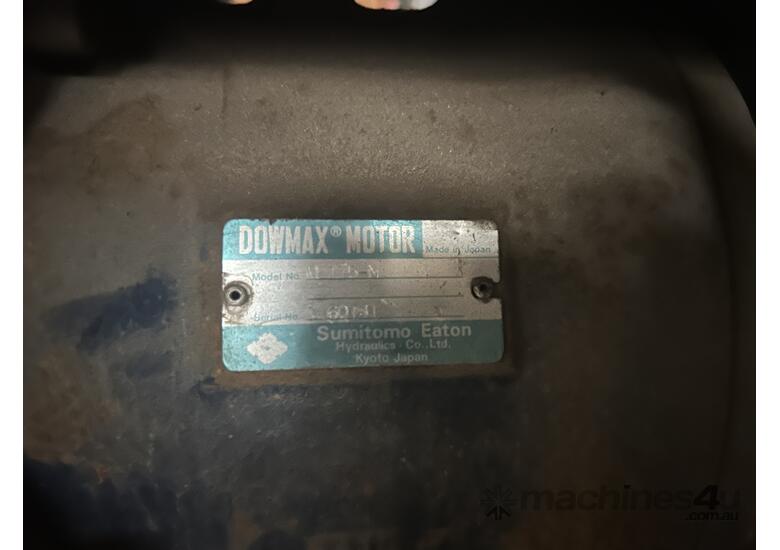 DOWMAX® MOTOR
Made in Japan
Model No.
Serial No.
Sumitomo Eaton
Hydraulics Co.,Ltd.
Kyoto Japan
machines4u
.com.au